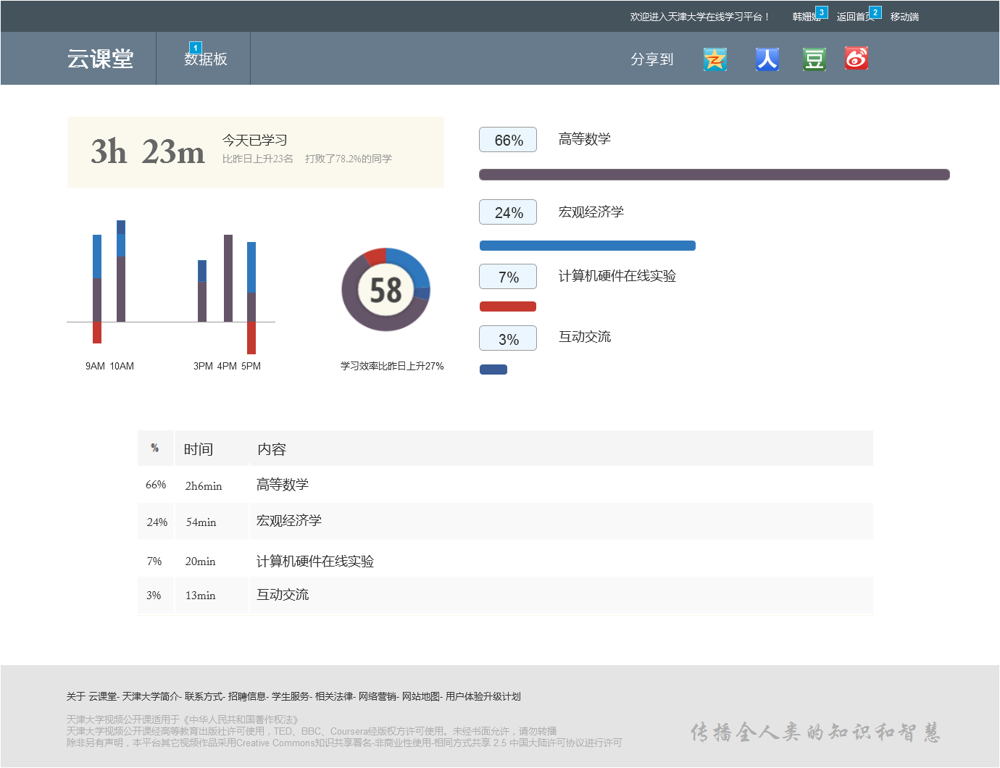 欢迎进入天津大学在线学习平台！ 韩姗姗 3 返回首页 2 移动端
云课堂 1 数据板 分享到 人 豆
3h 23m 今天已学习
比昨日上升23名 打败了78.2%的同学
66% 高等数学
24% 宏观经济学
7% 计算机硬件在线实验
3% 互动交流
58
9AM 10AM 3PM 4PM 5PM
学习效率比昨日上升27%
% 时间 内容
66% 2h6min 高等数学
24% 54min 宏观经济学
7% 20min 计算机硬件在线实验
3% 13min 互动交流
关于 云课堂- 天津大学简介- 联系方式- 招聘信息- 学生服务- 相关法律- 网络营销- 网站地图- 用户体验升级计划
天津大学视频公开课适用于《中华人民共和国著作权法》
天津大学视频公开课经高等教育出版社许可使用，TED、BBC、Coursera经版权方许可使用。未经书面允许，请勿转播
除非另有声明，本平台其它视频作品采用Creative Commons知识共享署名-非商业性使用-相同方式共享 2.5 中国大陆许可协议进行许可
传播全人类的知识和智慧